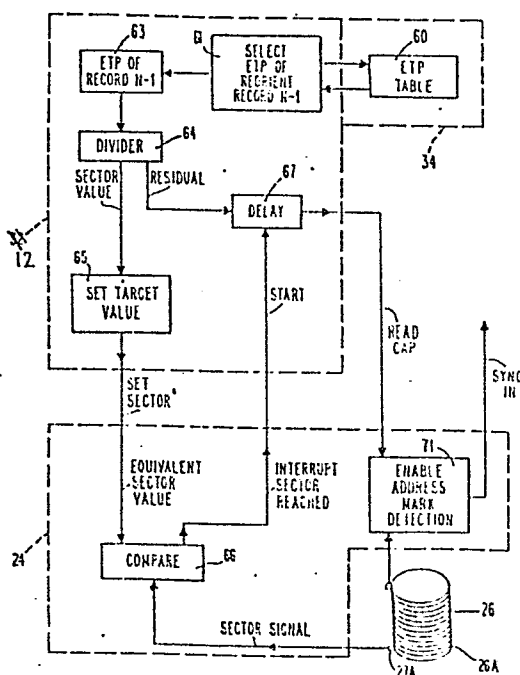 63
ETP OF
RECORD N-1
61
SELECT
ETP OF
REORIENT
RECORD N-1
60
ETP
TABLE
34
DIVIDER
64
SECTOR
VALUE
RESIDUAL
67
DELAY
12
65
SET TARGET
VALUE
START
READ
CAP
SYNC
IN
SET
SECTOR
EQUIVALENT
SECTOR
VALUE
INTERRUPT
SECTOR
REACHED
71
ENABLE
ADDRESS
MARK
DETECTION
24
COMPARE
66
SECTOR SIGNAL
26
27A
26A